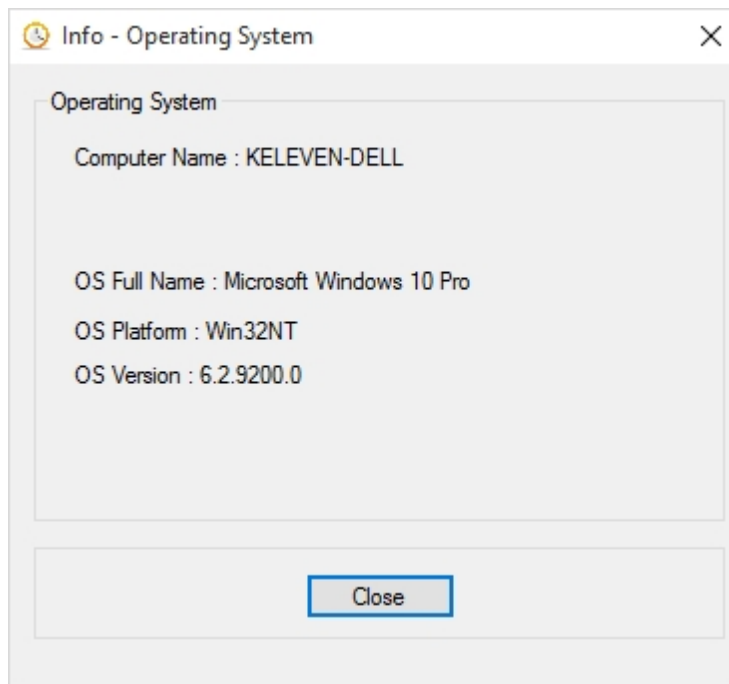 Info - Operating System
Operating System
Computer Name : KELEVEN-DELL
OS Full Name : Microsoft Windows 10 Pro
OS Platform : Win32NT
OS Version : 6.2.9200.0
Close